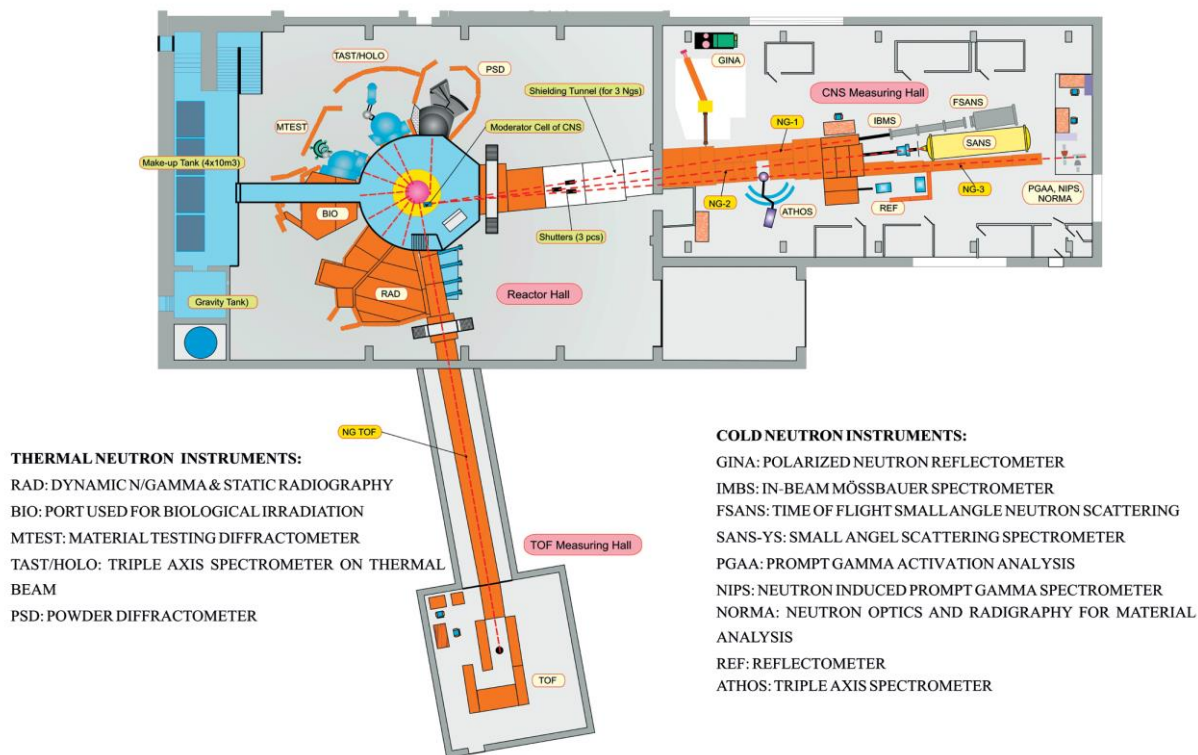 TAST/HOLO
PSD
GINA
Shielding Tunnel (for 3 Ngs)
CNS Measuring Hall
FSANS
MTEST
Moderator Cell of CNS
NG-1
IBMS
SANS
Make-up Tank (4x10m3)
NG-3
BIO
NG-2
ATHOS
REF
PGAA, NIPS,
NORMA
Shutters (3 pcs)
RAD
Reactor Hall
Gravity Tank)
NG TOF
TOF Measuring Hall
TOF
THERMAL NEUTRON INSTRUMENTS:
RAD: DYNAMIC N/GAMMA & STATIC RADIOGRAPHY
BIO: PORT USED FOR BIOLOGICAL IRRADIATION
MTEST: MATERIAL TESTING DIFFRACTOMETER
TAST/HOLO: TRIPLE AXIS SPECTROMETER ON THERMAL
BEAM
PSD: POWDER DIFFRACTOMETER
COLD NEUTRON INSTRUMENTS:
GINA: POLARIZED NEUTRON REFLECTOMETER
IMBS: IN-BEAM MÖSSBAUER SPECTROMETER
FSANS: TIME OF FLIGHT SMALL ANGLE NEUTRON SCATTERING
SANS-YS: SMALL ANGEL SCATTERING SPECTROMETER
PGAA: PROMPT GAMMA ACTIVATION ANALYSIS
NIPS: NEUTRON INDUCED PROMPT GAMMA SPECTROMETER
NORMA: NEUTRON OPTICS AND RADIGRAPHY FOR MATERIAL
ANALYSIS
REF: REFLECTOMETER
ATHOS: TRIPLE AXIS SPECTROMETER